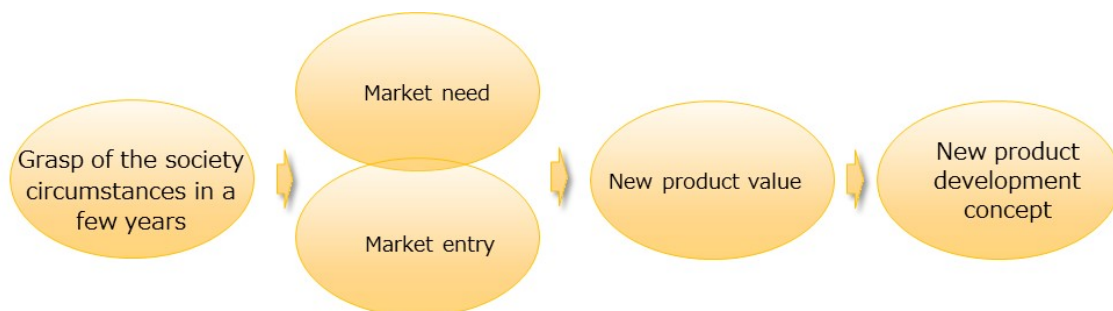 Grasp of the society
circumstances in a
few years
Market need
Market entry
New product value
New product
development
concept